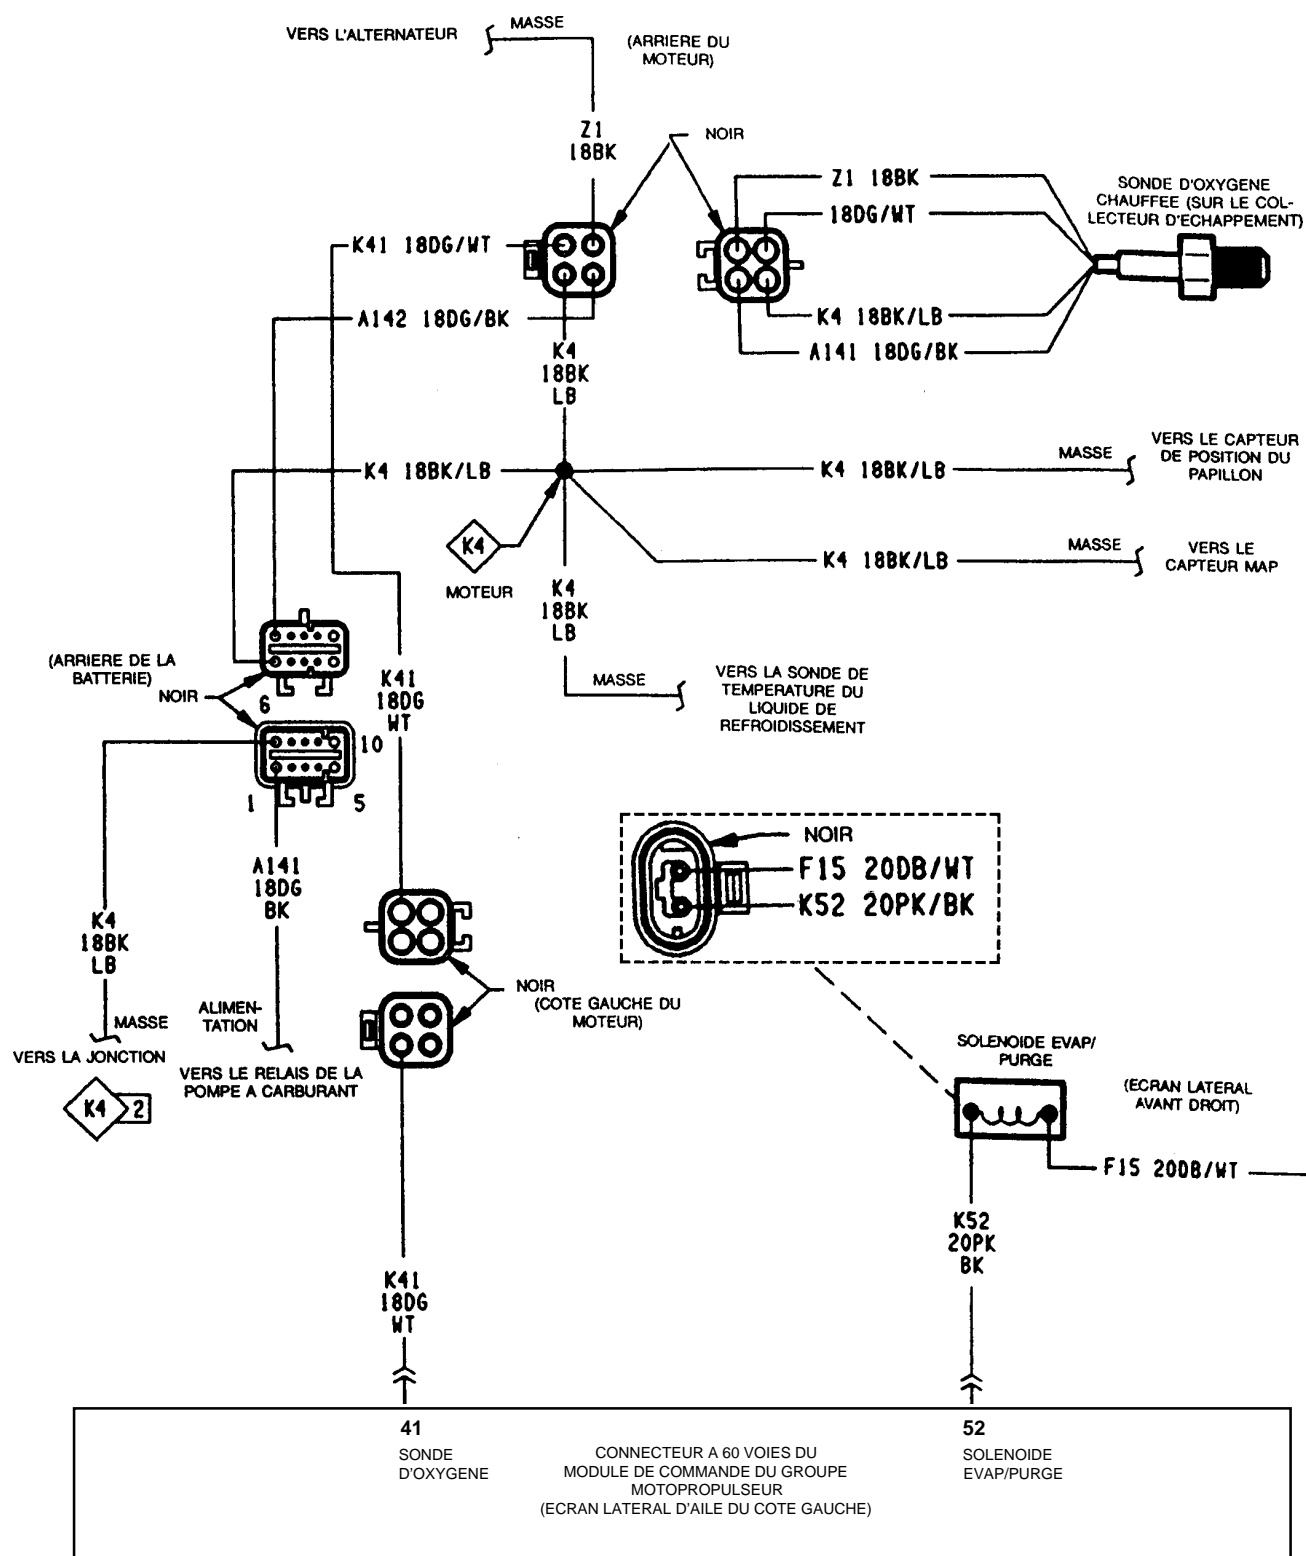 MASSE
VERS L'ALTERNATEUR
(ARRIERE DU
MOTEUR)
Z1
18BK
NOIR
Z1 18BK
18DG/WT
SONDE D'OXYGENE
CHAUFFEE (SUR LE COL-
LECTEUR D'ECHAPPEMENT)
K41 18DG/WT
A142 18DG/BK
K4 18BK/LB
A141 18DG/BK
K4
18BK
LB
K4 18BK/LB
K4 18BK/LB
MASSE
VERS LE CAPTEUR
DE POSITION DU
PAPILLON
K4
MOTEUR
K4 18BK/LB
MASSE
VERS LE
CAPTEUR MAP
K4
18BK
LB
(ARRIERE DE LA
BATTERIE)
NOIR
6
K41
18DG
WT
MASSE
VERS LA SONDE DE
TEMPERATURE DU
LIQUIDE DE
REFROIDISSEMENT
10
1
5
NOIR
F15 20DB/WT
K52 20PK/BK
A141
18DG
BK
K4
18BK
LB
NOIR
(COTE GAUCHE DU
MOTEUR)
MASSE
VERS LA JONCTION
K4 2
ALIMEN-
TATION
VERS LE RELAIS DE LA
POMPE A CARBURANT
SOLENOIDE EVAP/
PURGE
(ECRAN LATERAL
AVANT DROIT)
F15 20DB/WT
K52
20PK
BK
K41
18DG
WT
41
SONDE
D'OXYGENE
CONNECTEUR A 60 VOIES DU
MODULE DE COMMANDE DU GROUPE
MOTOPROPULSEUR
(ECRAN LATERAL D'AILE DU COTE GAUCHE)
52
SOLENOIDE
EVAP/PURGE